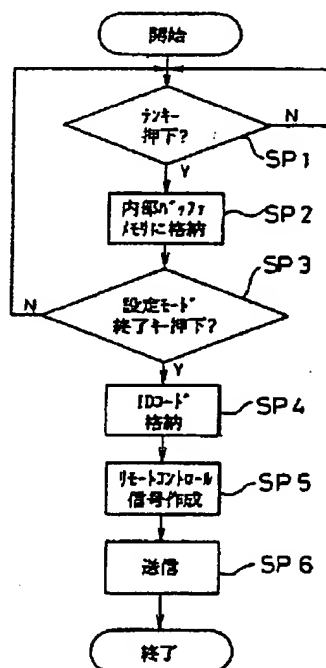 開始
テンキー
押下?
N
SP1
Y
内部バッファ
メモリに格納
SP2
SP3
N
設定モード
終了キー押下?
Y
IDコード
格納
SP4
リモートコントロール
信号作成
SP5
送信
SP6
終了